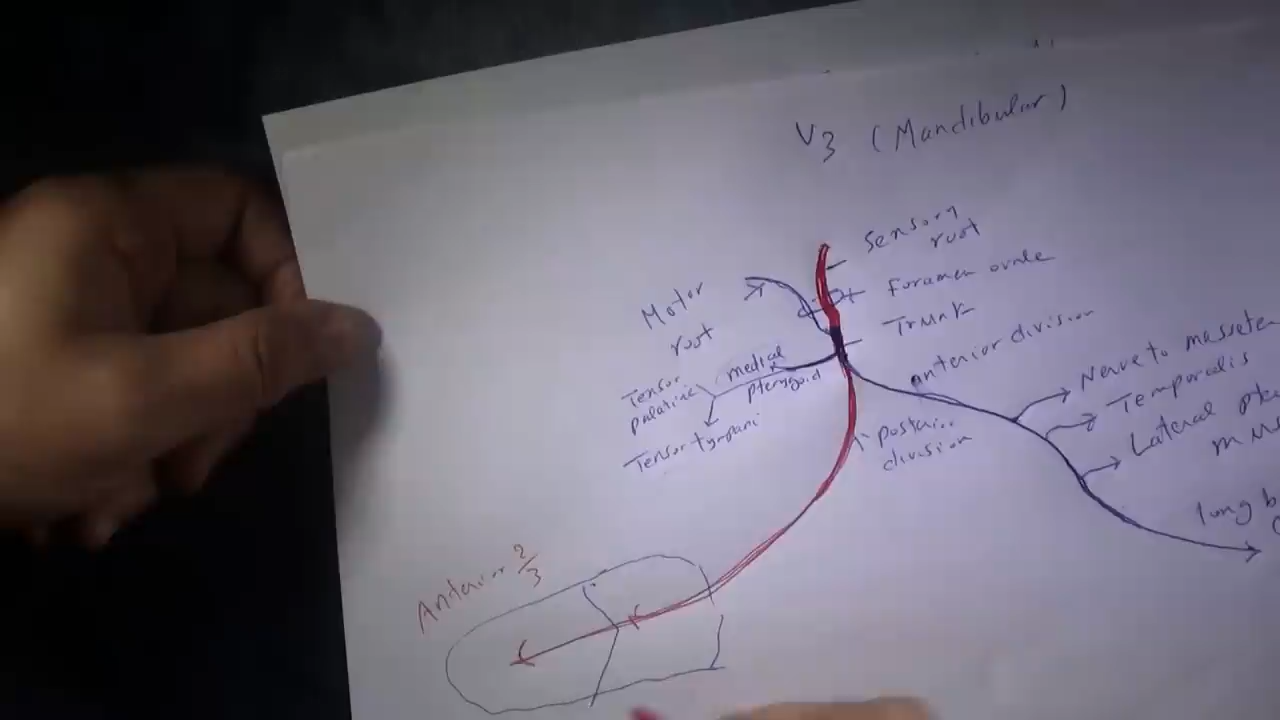 V3 (Mandibular)
Sensory
root
Foramen ovale
Trunk
Motor
root
medial
pterygoid
Tensor
palatine
Tensor tympani
anterior division
Nerve to masseter
Temporalis
Lateral
posterior
division
long
Anterior 2/3